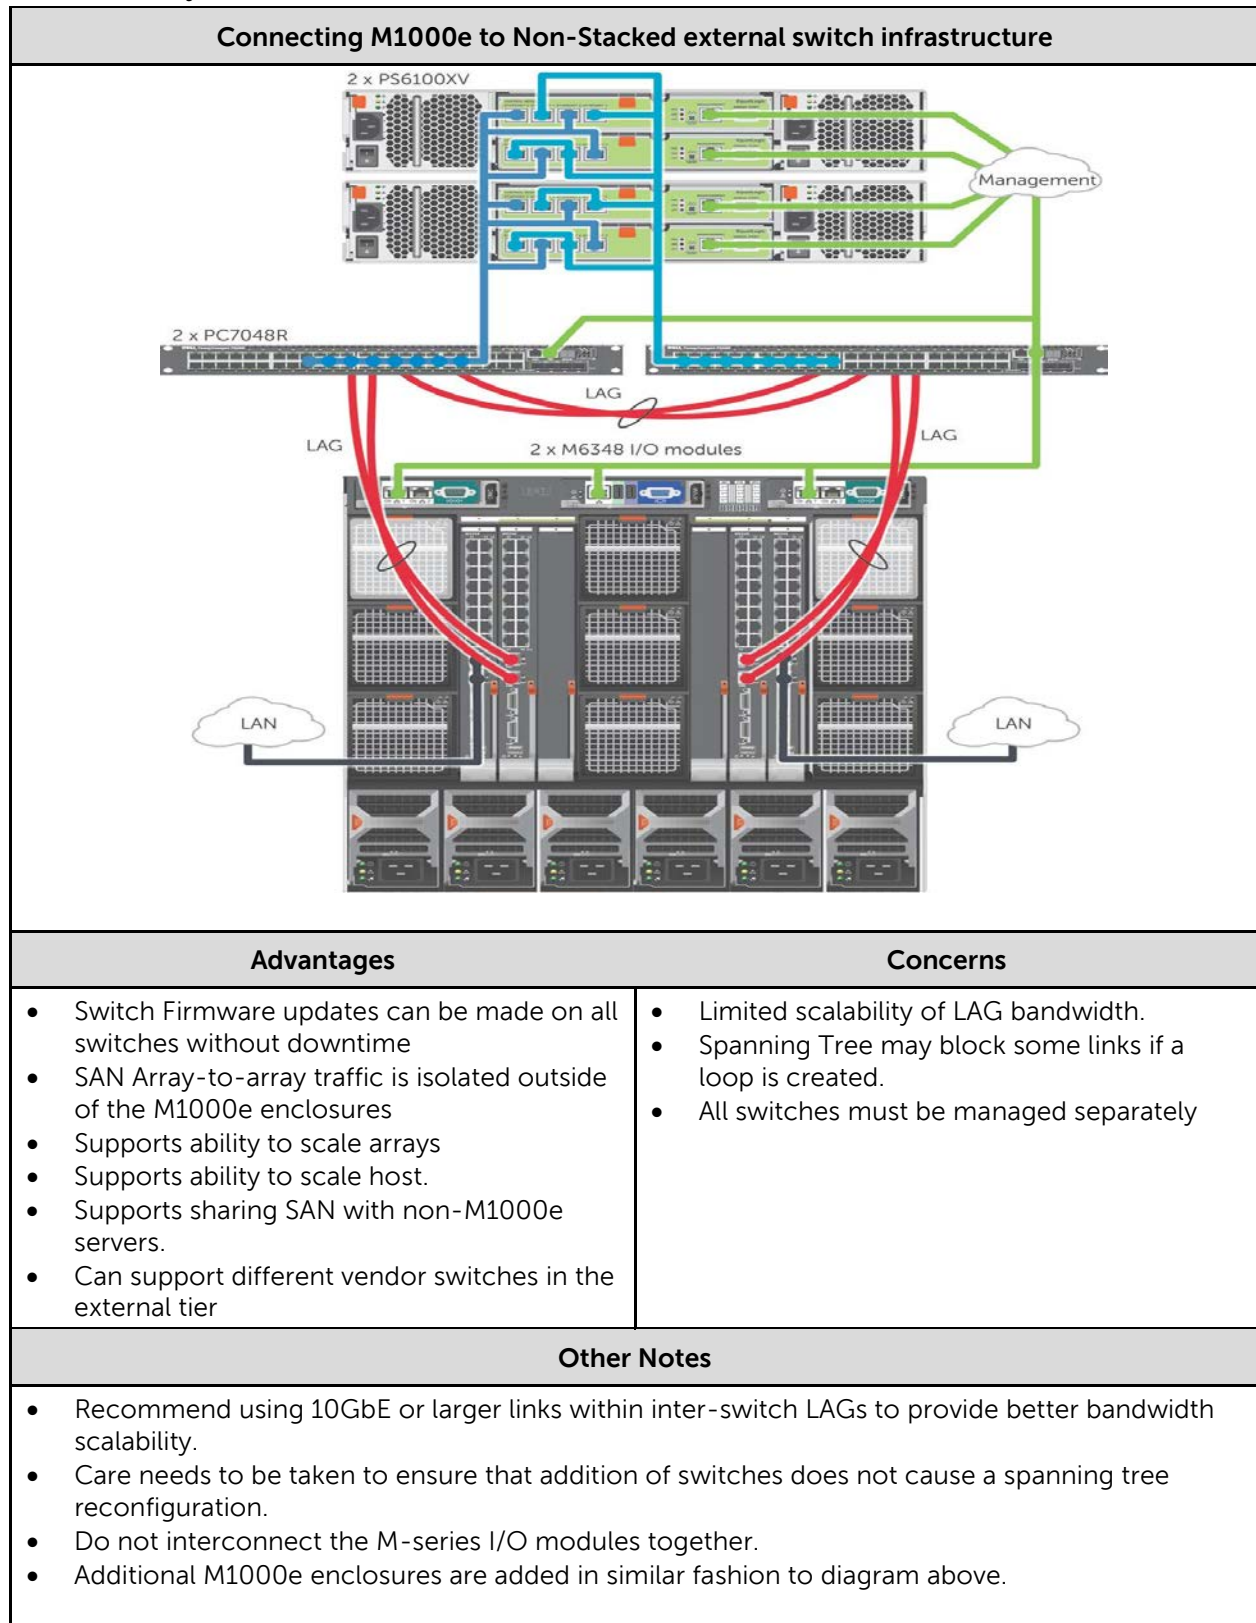 Connecting M1000e to Non-Stacked external switch infrastructure
2 x PS6100XV
Management
2 x PC7048R
LAG
LAG
LAG
2 x M6348 I/O modules
LAN
LAN
Advantages
Concerns
• Switch Firmware updates can be made on all
switches without downtime
• SAN Array-to-array traffic is isolated outside
of the M1000e enclosures
• Supports ability to scale arrays
• Supports ability to scale host.
• Supports sharing SAN with non-M1000e
servers.
• Can support different vendor switches in the
external tier
• Limited scalability of LAG bandwidth.
• Spanning Tree may block some links if a
loop is created.
• All switches must be managed separately
Other Notes
• Recommend using 10GbE or larger links within inter-switch LAGs to provide better bandwidth
scalability.
• Care needs to be taken to ensure that addition of switches does not cause a spanning tree
reconfiguration.
• Do not interconnect the M-series I/O modules together.
• Additional M1000e enclosures are added in similar fashion to diagram above.